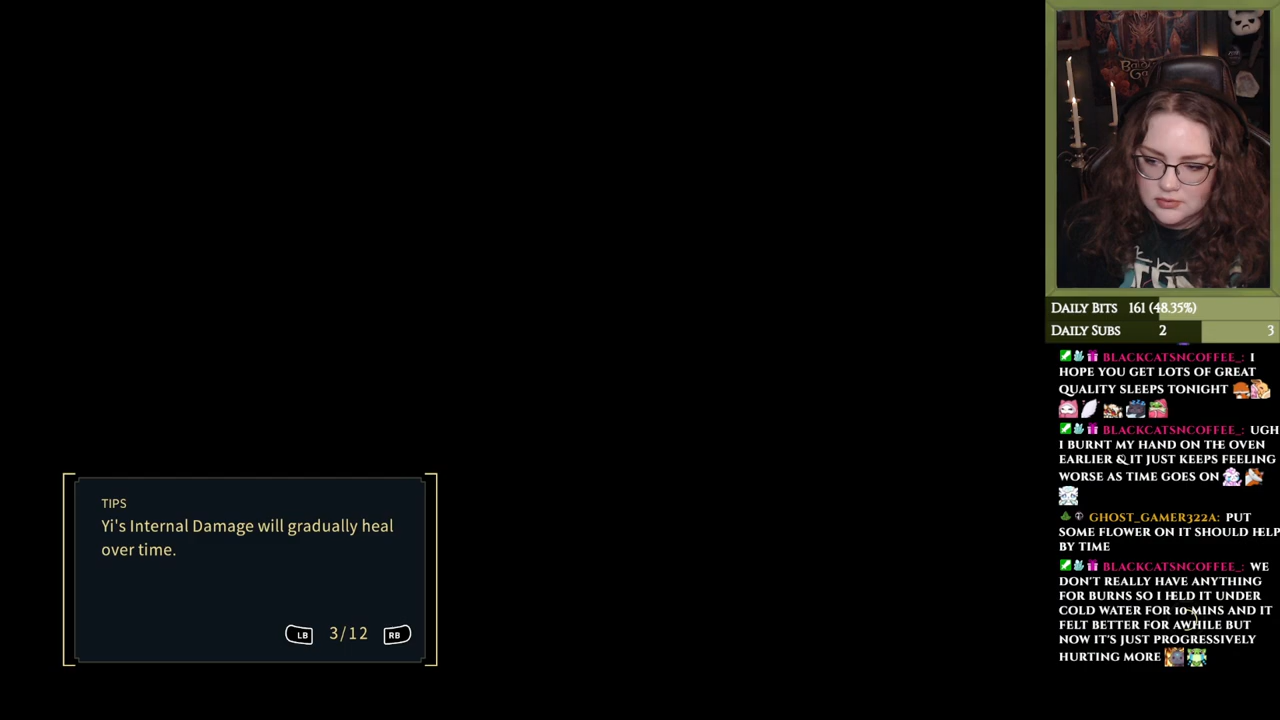 TIPS
Yi's Internal Damage will gradually heal
over time.
LB 3/12 RB
DAILY BITS 161 (48.35%)
DAILY SUBS 2 3
BLACKCATSNCOFFEE_: I
HOPE YOU GET LOTS OF GREAT
QUALITY SLEEPS TONIGHT
BLACKCATSNCOFFEE_: UGH
I BURNT MY HAND ON THE OVEN
EARLIER & IT JUST KEEPS FEELING
WORSE AS TIME GOES ON
GHOST_GAMER322A: PUT
SOME FLOWER ON IT SHOULD HELP
BY TIME
BLACKCATSNCOFFEE_: WE
DON'T REALLY HAVE ANYTHING
FOR BURNS SO I HELD IT UNDER
COLD WATER FOR 10 MINS AND IT
FELT BETTER FOR AWHILE BUT
NOW IT'S JUST PROGRESSIVELY
HURTING MORE